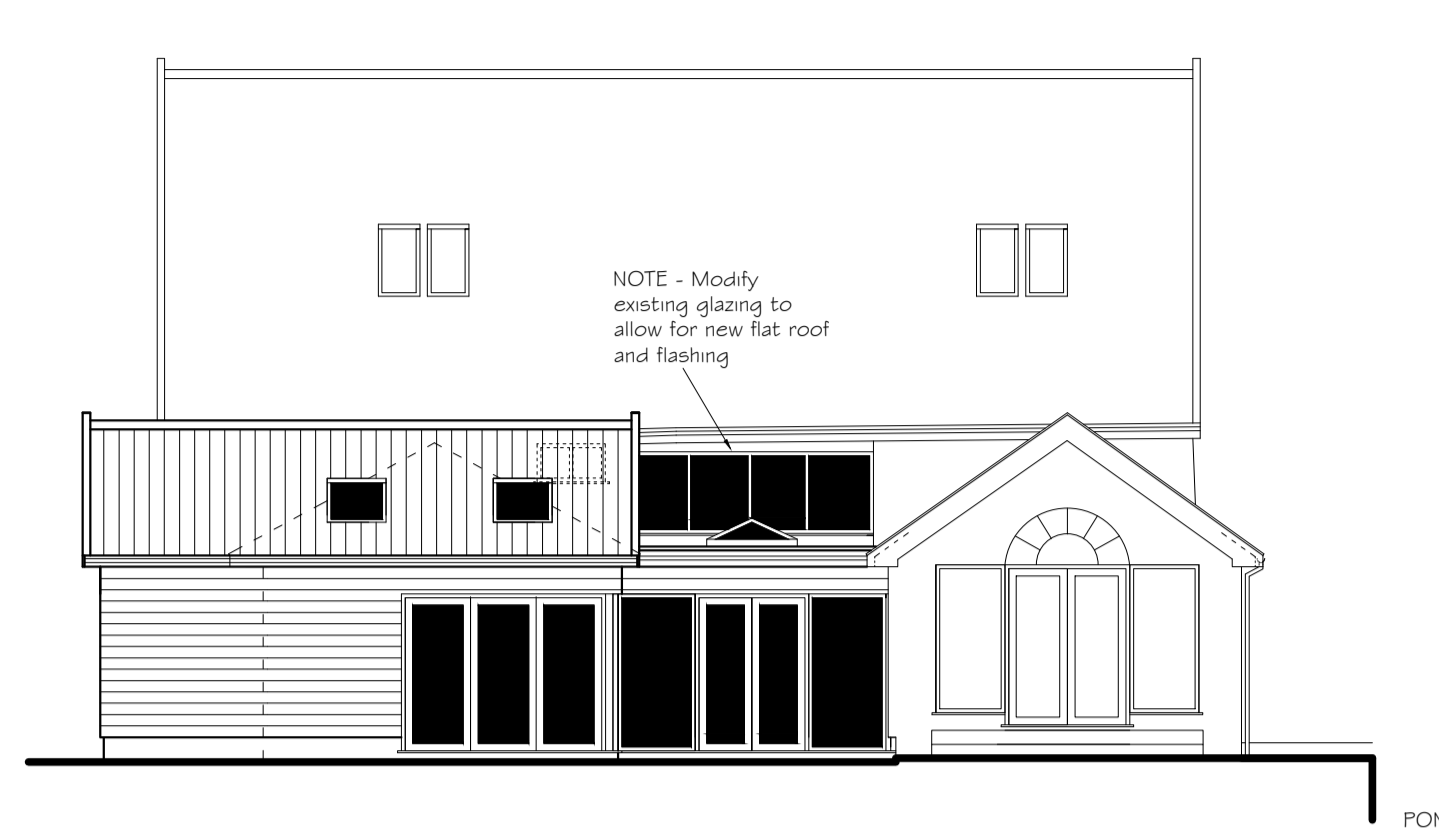 NOTE - Modify
existing glazing to
allow for new flat roof
and flashing